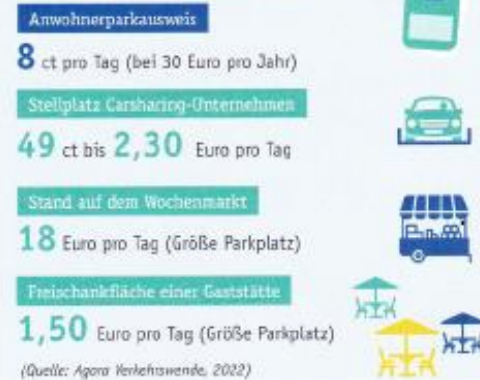 Anwohnerparkausweis
8 ct pro Tag (bei 30 Euro pro Jahr)
Stellplatz Carsharing-Unternehmen
49 ct bis 2,30 Euro pro Tag
Stand auf dem Wochenmarkt
18 Euro pro Tag (Größe Parkplatz)
Freischankfläche einer Gaststätte
1,50 Euro pro Tag (Größe Parkplatz)
(Quelle: Agora Verkehrswende, 2022)